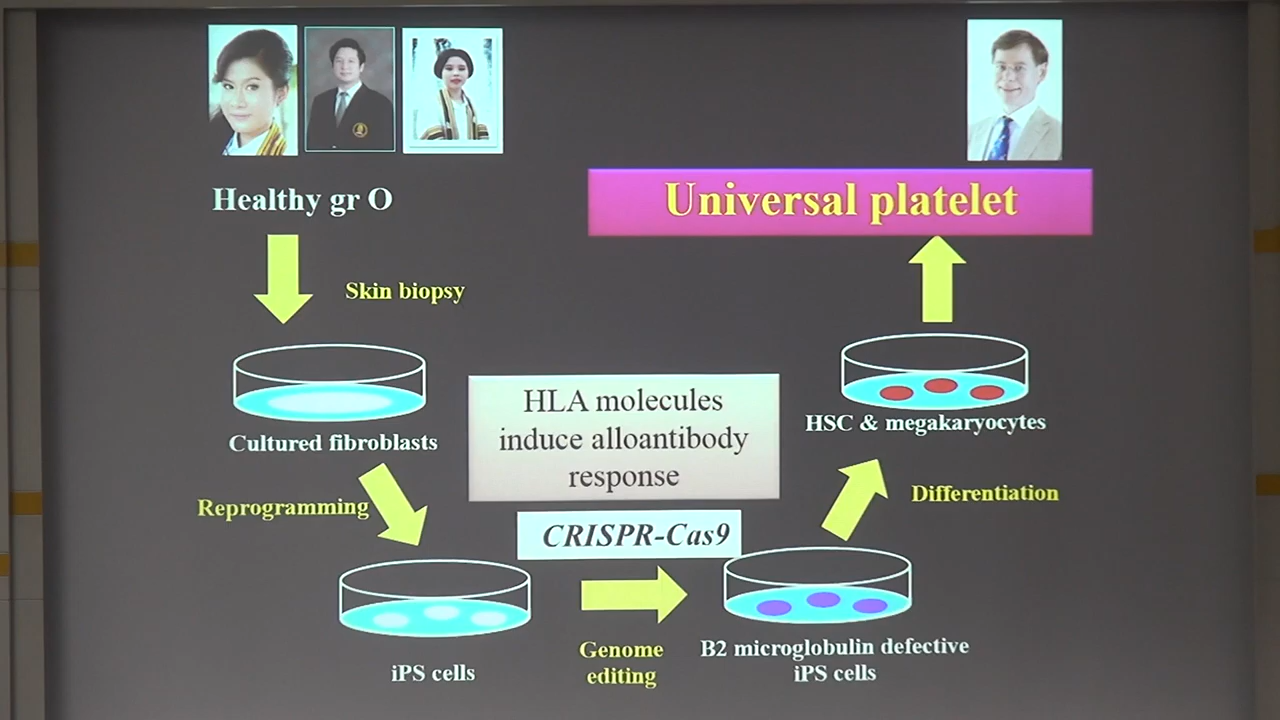 Healthy gr O
Universal platelet
Skin biopsy
Cultured fibroblasts
HLA molecules
induce alloantibody
response
HSC & megakaryocytes
Reprogramming
Differentiation
CRISPR-Cas9
iPS cells
Genome
editing
B2 microglobulin defective
iPS cells